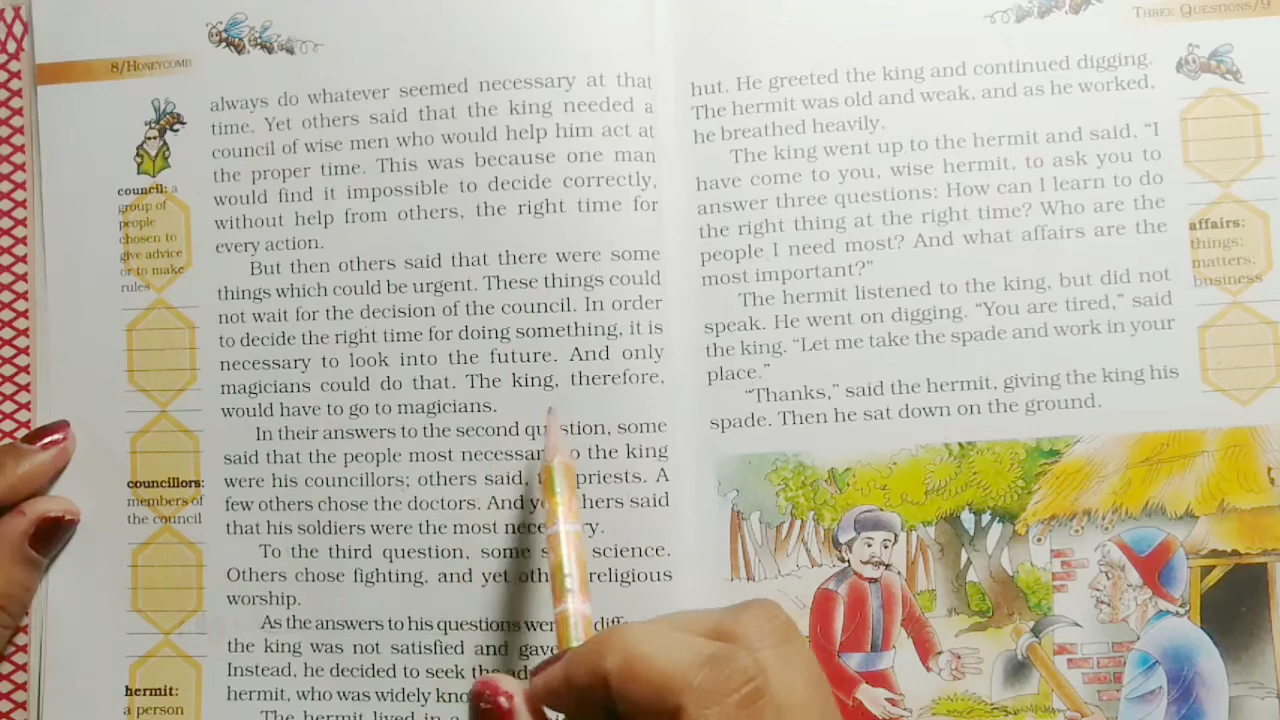 8/HONEYCOMB
always do whatever seemed necessary at that
time. Yet others said that the king needed a
council of wise men who would help him act at
the proper time. This was because one man
would find it impossible to decide correctly,
without help from others, the right time for
every action.
But then others said that there were some
things which could be urgent. These things could
not wait for the decision of the council. In order
to decide the right time for doing something, it is
necessary to look into the future. And only
magicians could do that. The king, therefore,
would have to go to magicians.
In their answers to the second question, some
said that the people most necessary to the king
were his councillors; others said, the priests. A
few others chose the doctors. And yet others said
that his soldiers were the most necessary.
To the third question, some said science.
Others chose fighting, and yet others religious
worship.
As the answers to his questions were
the king was not satisfied and gave
Instead, he decided to seek the
hermit, who was widely
The hermit lived in a
council: a
group of
people
chosen to
give advice
or to make
rules
councillors:
members of
the council
hermit:
a person
THREE QUESTIONS/9
hut. He greeted the king and continued digging.
The hermit was old and weak, and as he worked,
he breathed heavily.
The king went up to the hermit and said, “I
have come to you, wise hermit, to ask you to
answer three questions: How can I learn to do
the right thing at the right time? Who are the
people I need most? And what affairs are the
most important?”
The hermit listened to the king, but did not
speak. He went on digging. “You are tired,” said
the king. “Let me take the spade and work in your
place.”
“Thanks,” said the hermit, giving the king his
spade. Then he sat down on the ground.
affairs:
things;
matters;
business